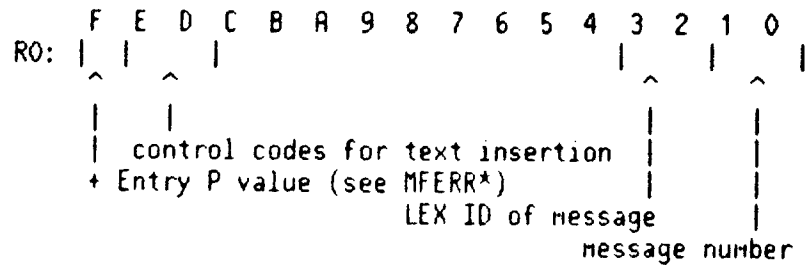 F E D C B A 9 8 7 6 5 4 3 2 1 0
R0: | | | | | |
^ ^ ^ ^
| | | |
| control codes for text insertion | |
+ Entry P value (see MFERR*) | |
LEX ID of message |
message number